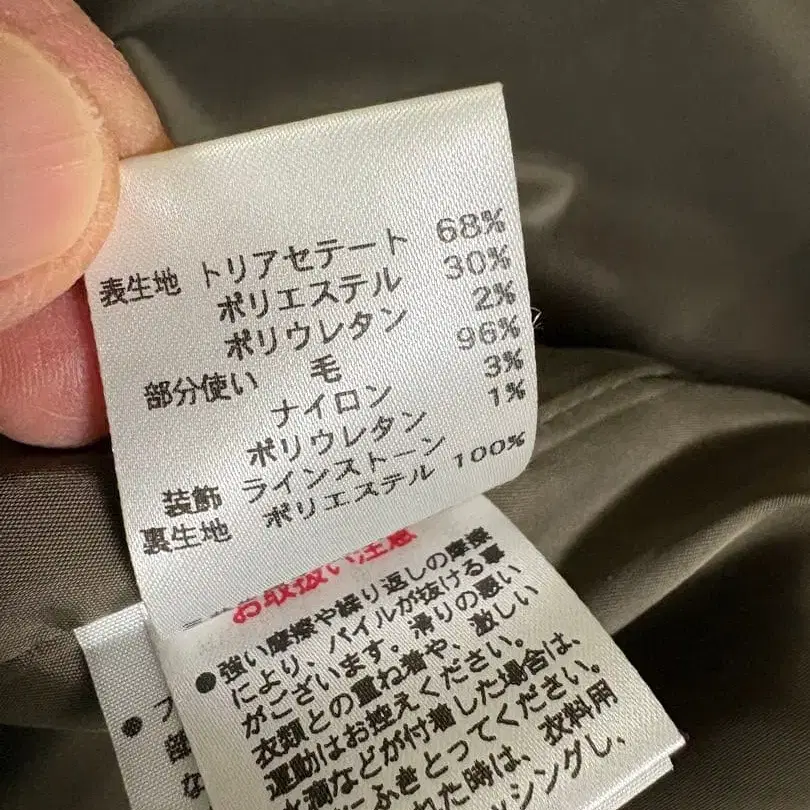 表生地 トリアセテート 68%
ポリエステル 30%
ポリウレタン 2%
部分使い 毛 96%
ナイロン 3%
ポリウレタン 1%
装飾 ラインストーン
裏生地 ポリエステル 100%
お取扱い注意
●強い摩擦や繰り返しの摩擦
により、パイルが抜ける事
がございます。滑りの悪い
衣類との重ね着や、激しい
運動はお控えください。
水滴などが付着した場合は、
にふきとってください。
れた時は、衣料用
ッシングし、
●
部
な